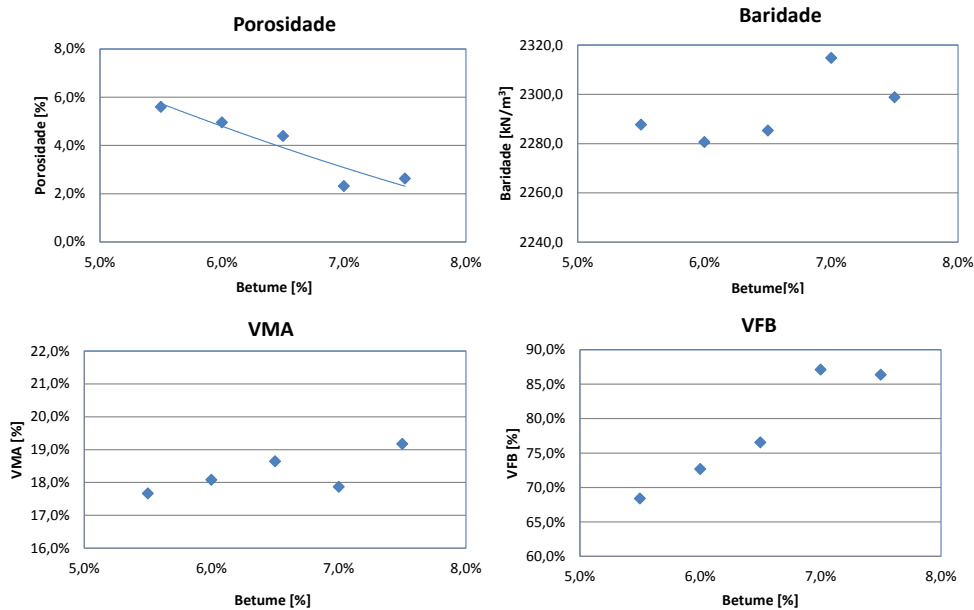 Porosidade
Porosidade [%]
8,0%
6,0%
4,0%
2,0%
0,0%
5,0% 6,0% 7,0% 8,0%
Betume [%]
Baridade
Baridade [kN/m³]
2320,0
2300,0
2280,0
2260,0
2240,0
5,0% 6,0% 7,0% 8,0%
Betume[%]
VMA
VMA [%]
22,0%
21,0%
20,0%
19,0%
18,0%
17,0%
16,0%
5,0% 6,0% 7,0% 8,0%
Betume [%]
VFB
VFB [%]
90,0%
85,0%
80,0%
75,0%
70,0%
65,0%
60,0%
5,0% 6,0% 7,0% 8,0%
Betume [%]